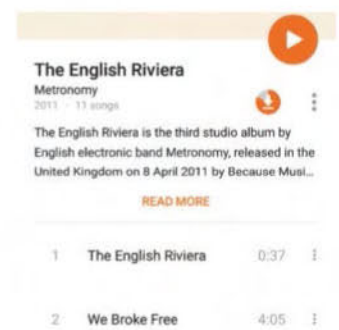 The English Riviera
Metronomy
2011 · 11 songs
The English Riviera is the third studio album by
English electronic band Metronomy, released in the
United Kingdom on 8 April 2011 by Because Musi...
READ MORE
1 The English Riviera 0:37
2 We Broke Free 4:05